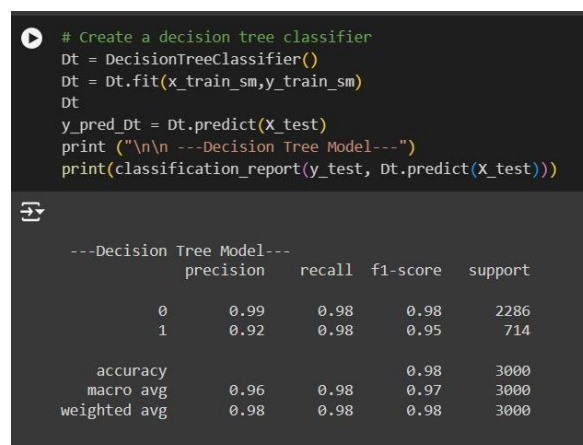 # Create a decision tree classifier
Dt = DecisionTreeClassifier()
Dt = Dt.fit(x_train_sm,y_train_sm)
Dt
y_pred_Dt = Dt.predict(X_test)
print ("\n\n ---Decision Tree Model---")
print(classification_report(y_test, Dt.predict(X_test)))
---Decision Tree Model---
precision recall f1-score support
0 0.99 0.98 0.98 2286
1 0.92 0.98 0.95 714
accuracy 0.98 3000
macro avg 0.96 0.98 0.97 3000
weighted avg 0.98 0.98 0.98 3000